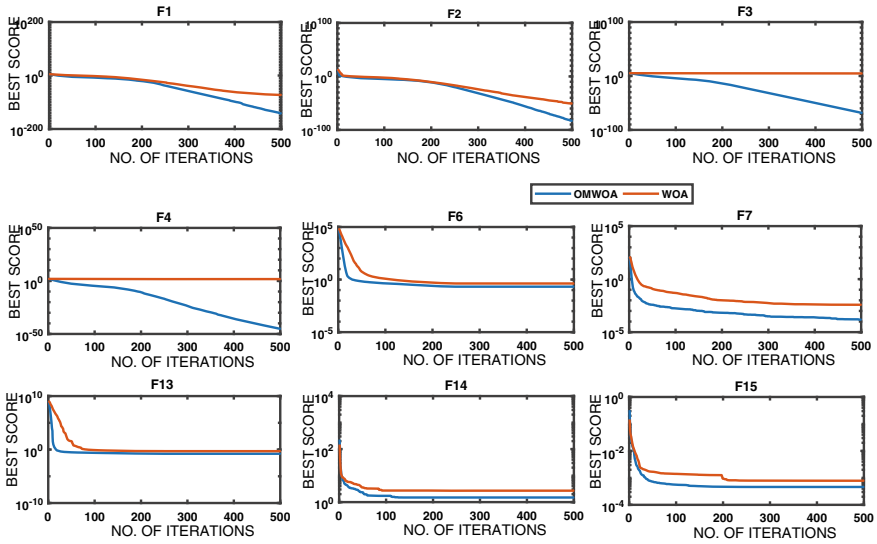 F1
F2
F3
10^200
10^0
10^-200
BEST SCORE
0 100 200 300 400 500
NO. OF ITERATIONS
10^100
10^0
10^-100
BEST SCORE
0 100 200 300 400 500
NO. OF ITERATIONS
10^100
10^0
10^-100
BEST SCORE
0 100 200 300 400 500
NO. OF ITERATIONS
OMWOA WOA
F4
F6
F7
10^50
10^0
10^-50
BEST SCORE
0 100 200 300 400 500
NO. OF ITERATIONS
10^5
10^0
10^-5
BEST SCORE
0 100 200 300 400 500
NO. OF ITERATIONS
10^5
10^0
10^-5
BEST SCORE
0 100 200 300 400 500
NO. OF ITERATIONS
F13
F14
F15
10^10
10^0
10^-10
BEST SCORE
0 100 200 300 400 500
NO. OF ITERATIONS
10^4
10^2
10^0
BEST SCORE
0 100 200 300 400 500
NO. OF ITERATIONS
10^0
10^-2
10^-4
BEST SCORE
0 100 200 300 400 500
NO. OF ITERATIONS